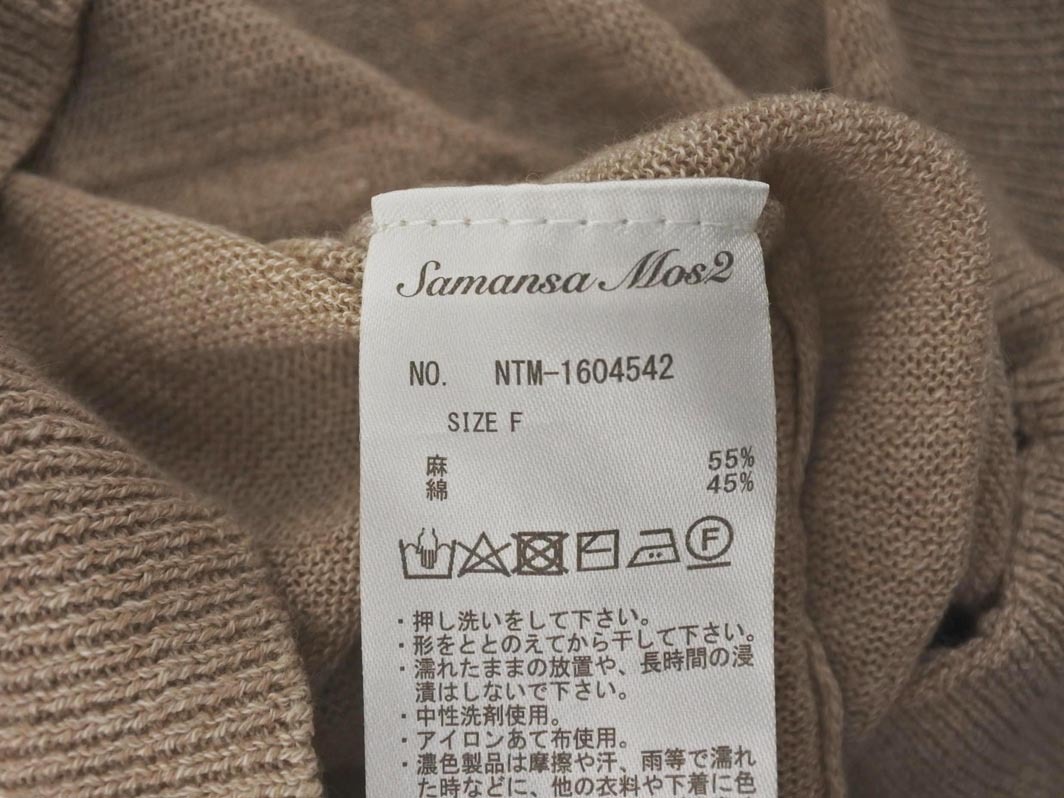 Samansa Mos2
NO. NTM-1604542
SIZE F
麻 55%
綿 45%
F
・押し洗いをして下さい。
・形をととのえてから干して下さい。
・濡れたままの放置や、長時間の浸
漬はしないで下さい。
・中性洗剤使用。
・アイロンあて布使用。
・濃色製品は摩擦や汗、雨等で濡れ
た時などに、他の衣料や下着に色